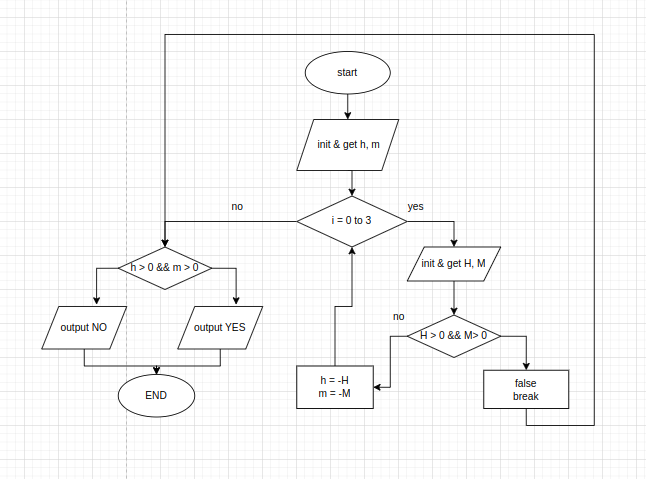 start
init & get h, m
no
i = 0 to 3
yes
h > 0 && m > 0
init & get H, M
output NO
output YES
no
H > 0 && M> 0
END
h = -H
m = -M
false
break